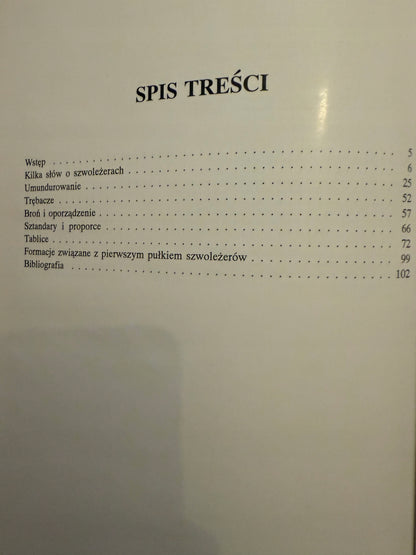 SPIS TREŚCI
Wstęp . . . . . . . . . . . . . . . . . . . . . . . . . . . . . . . . . . . . . . . . 5
Kilka słów o szwoleżerach . . . . . . . . . . . . . . . . . . . . . . . . . . . . . . 6
Umundurowanie . . . . . . . . . . . . . . . . . . . . . . . . . . . . . . . . . . . 25
Trębacze . . . . . . . . . . . . . . . . . . . . . . . . . . . . . . . . . . . . . . 52
Broń i oporządzenie . . . . . . . . . . . . . . . . . . . . . . . . . . . . . . . . . 57
Sztandary i proporce . . . . . . . . . . . . . . . . . . . . . . . . . . . . . . . . 66
Tablice . . . . . . . . . . . . . . . . . . . . . . . . . . . . . . . . . . . . . . . 72
Formacje związane z pierwszym pułkiem szwoleżerów . . . . . . . . . . . . . . . . . 99
Bibliografia . . . . . . . . . . . . . . . . . . . . . . . . . . . . . . . . . . . . 102